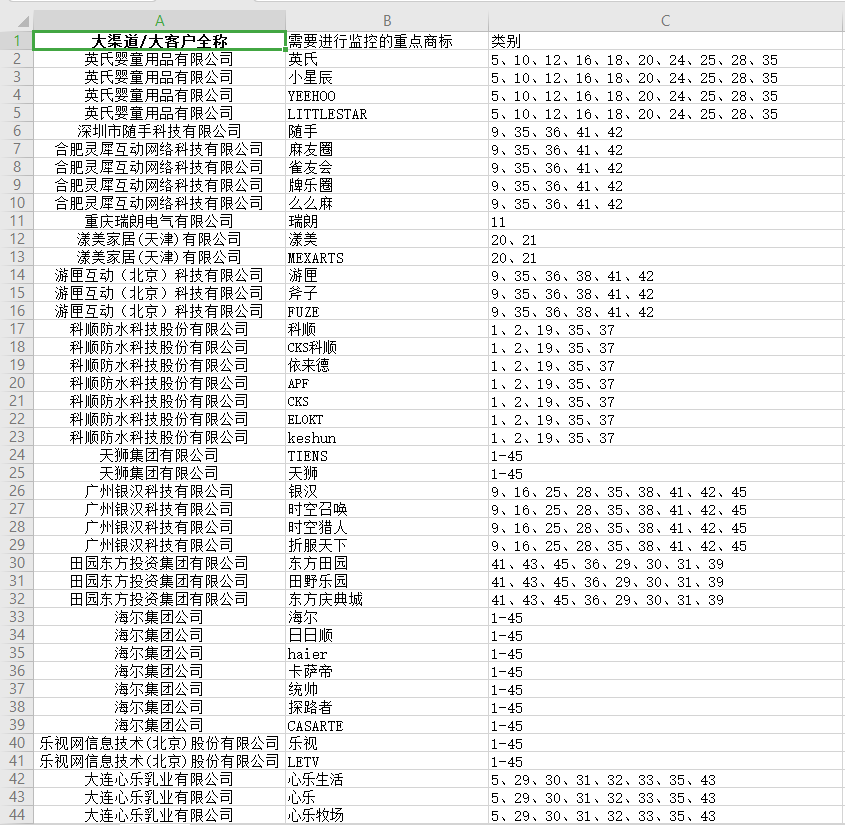 A B C
1 大渠道/大客户全称 需要进行监控的重点商标 类别
2 英氏婴童用品有限公司 英氏 5、10、12、16、18、20、24、25、28、35
3 英氏婴童用品有限公司 小星辰 5、10、12、16、18、20、24、25、28、35
4 英氏婴童用品有限公司 YEEHOO 5、10、12、16、18、20、24、25、28、35
5 英氏婴童用品有限公司 LITTLESTAR 5、10、12、16、18、20、24、25、28、35
6 深圳市随手科技有限公司 随手 9、35、36、41、42
7 合肥灵犀互动网络科技有限公司 麻友圈 9、35、36、41、42
8 合肥灵犀互动网络科技有限公司 雀友会 9、35、36、41、42
9 合肥灵犀互动网络科技有限公司 牌乐圈 9、35、36、41、42
10 合肥灵犀互动网络科技有限公司 么么麻 9、35、36、41、42
11 重庆瑞朗电气有限公司 瑞朗 11
12 漾美家居(天津)有限公司 漾美 20、21
13 漾美家居(天津)有限公司 MEXARTS 20、21
14 游匣互动（北京）科技有限公司 游匣 9、35、36、38、41、42
15 游匣互动（北京）科技有限公司 斧子 9、35、36、38、41、42
16 游匣互动（北京）科技有限公司 FUZE 9、35、36、38、41、42
17 科顺防水科技股份有限公司 科顺 1、2、19、35、37
18 科顺防水科技股份有限公司 CKS科顺 1、2、19、35、37
19 科顺防水科技股份有限公司 依来德 1、2、19、35、37
20 科顺防水科技股份有限公司 APF 1、2、19、35、37
21 科顺防水科技股份有限公司 CKS 1、2、19、35、37
22 科顺防水科技股份有限公司 ELOKT 1、2、19、35、37
23 科顺防水科技股份有限公司 keshun 1、2、19、35、37
24 天狮集团有限公司 TIENS 1-45
25 天狮集团有限公司 天狮 1-45
26 广州银汉科技有限公司 银汉 9、16、25、28、35、38、41、42、45
27 广州银汉科技有限公司 时空召唤 9、16、25、28、35、38、41、42、45
28 广州银汉科技有限公司 时空猎人 9、16、25、28、35、38、41、42、45
29 广州银汉科技有限公司 折服天下 9、16、25、28、35、38、41、42、45
30 田园东方投资集团有限公司 东方田园 41、43、45、36、29、30、31、39
31 田园东方投资集团有限公司 田野乐园 41、43、45、36、29、30、31、39
32 田园东方投资集团有限公司 东方庆典城 41、43、45、36、29、30、31、39
33 海尔集团公司 海尔 1-45
34 海尔集团公司 日日顺 1-45
35 海尔集团公司 haier 1-45
36 海尔集团公司 卡萨帝 1-45
37 海尔集团公司 统帅 1-45
38 海尔集团公司 探路者 1-45
39 海尔集团公司 CASARTE 1-45
40 乐视网信息技术(北京)股份有限公司 乐视 1-45
41 乐视网信息技术(北京)股份有限公司 LETV 1-45
42 大连心乐乳业有限公司 心乐生活 5、29、30、31、32、33、35、43
43 大连心乐乳业有限公司 心乐 5、29、30、31、32、33、35、43
44 大连心乐乳业有限公司 心乐牧场 5、29、30、31、32、33、35、43